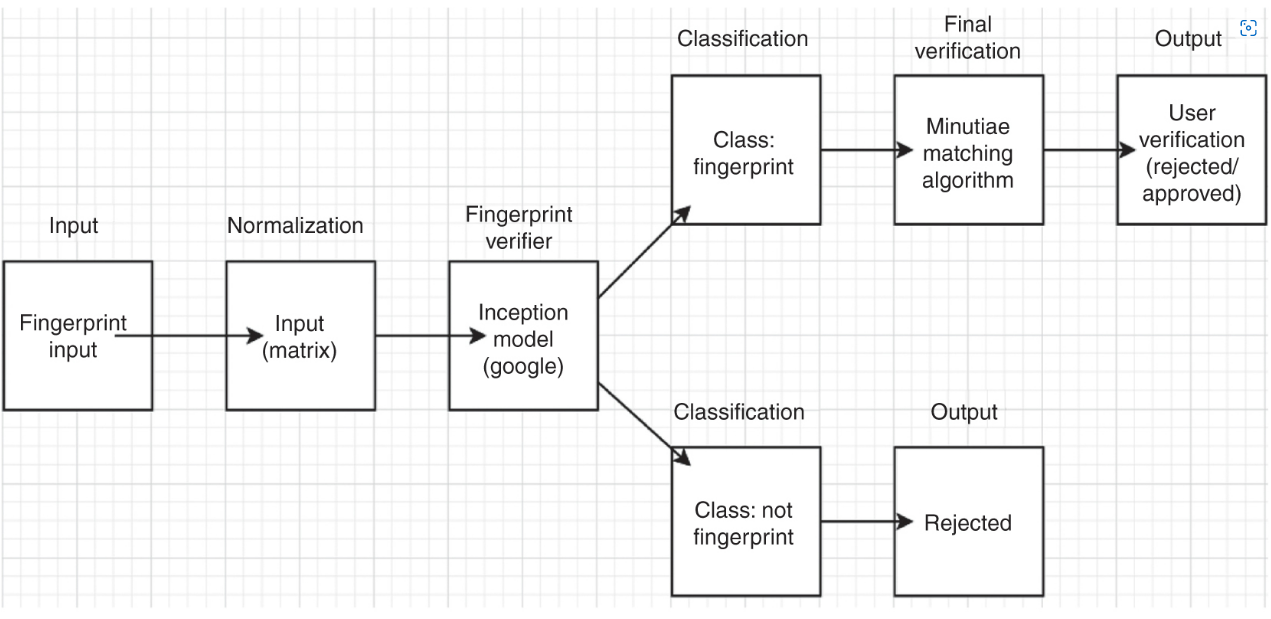 Input
Fingerprint
input
Normalization
Input
(matrix)
Fingerprint
verifier
Inception
model
(google)
Classification
Class:
fingerprint
Final
verification
Minutiae
matching
algorithm
Output
User
verification
(rejected/
approved)
Classification
Class: not
fingerprint
Output
Rejected